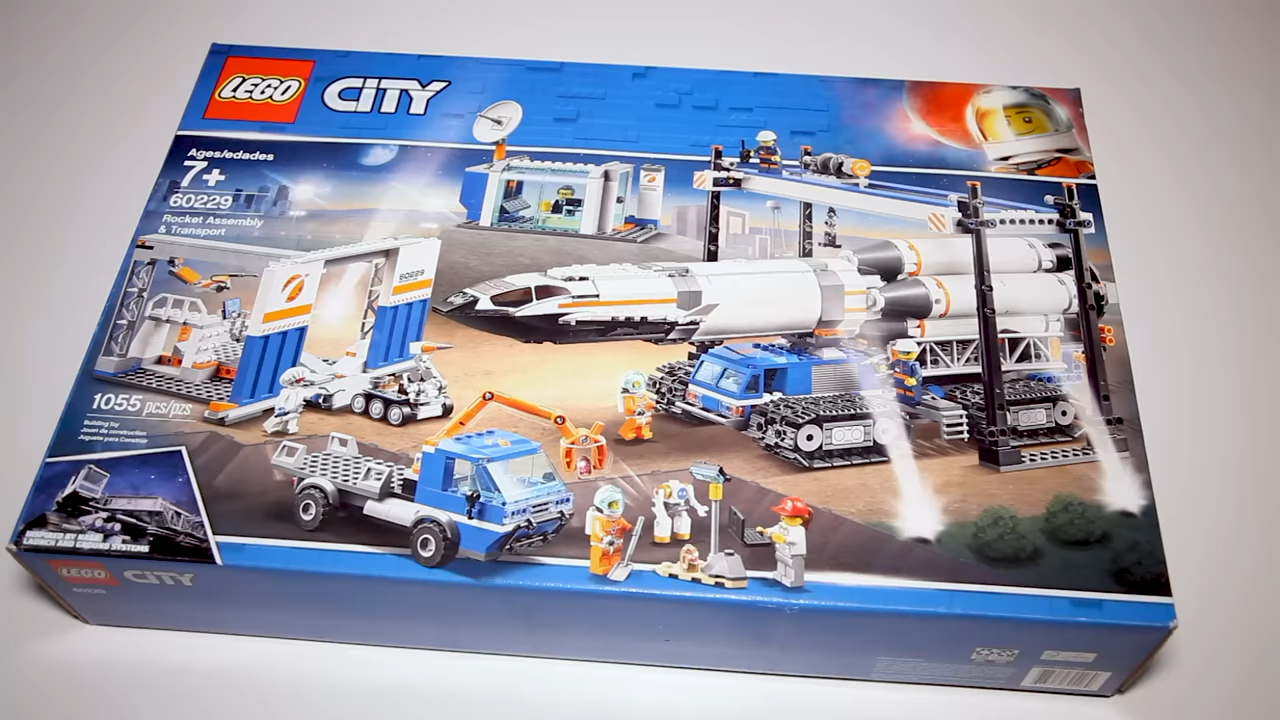 LEGO CITY
Ages/edades
7+
60229
Rocket Assembly
& Transport
60229
1055 pcs/pzs
Building Toy
Jouet de construction
Juguete para Construir
INSPIRED BY NASA
LAUNCH AND GROUND SYSTEMS
LEGO CITY
60229